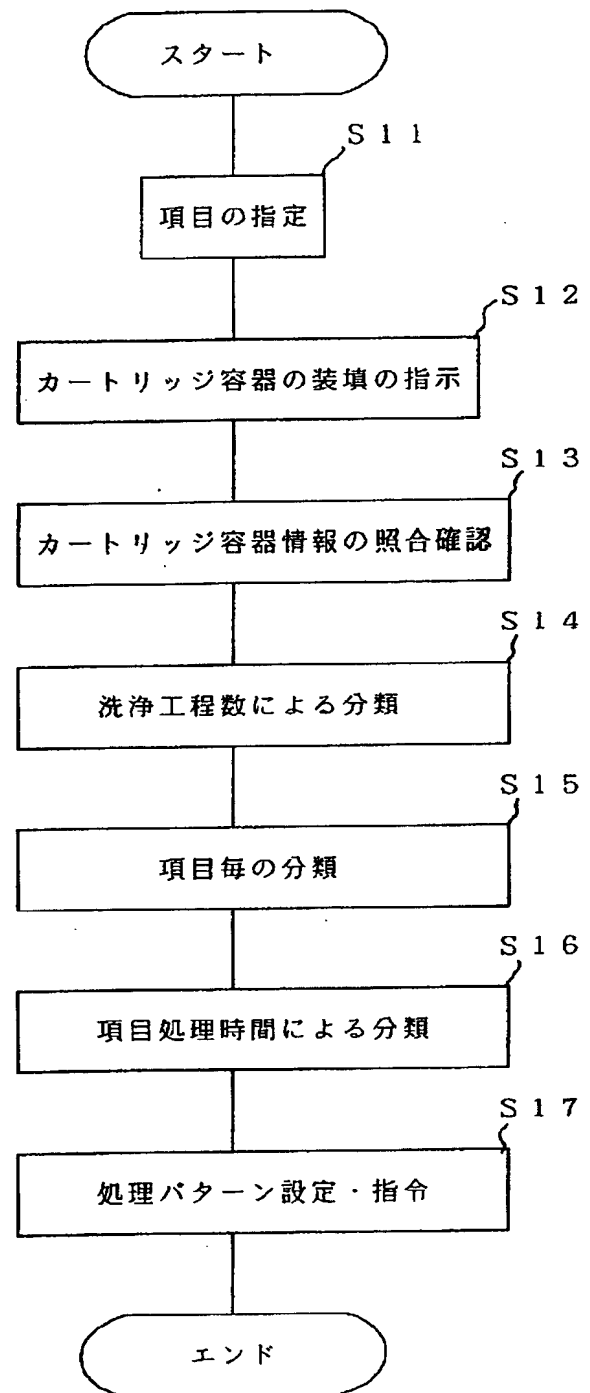 スタート
S11
項目の指定
S12
カートリッジ容器の装填の指示
S13
カートリッジ容器情報の照合確認
S14
洗浄工程数による分類
S15
項目毎の分類
S16
項目処理時間による分類
S17
処理パターン設定・指令
エンド